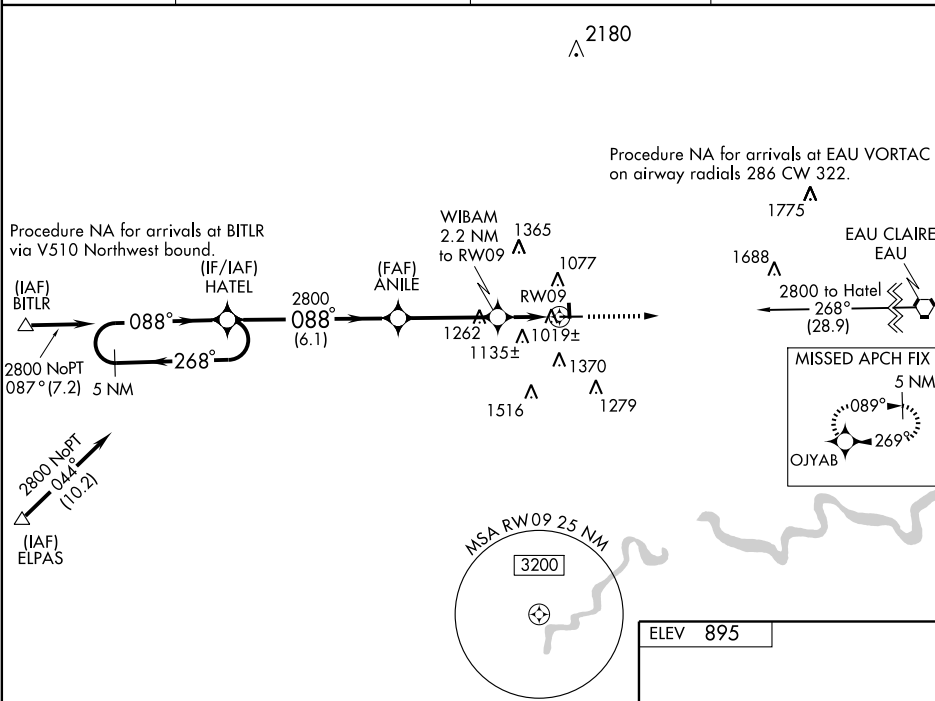 2180
Procedure NA for arrivals at EAU VORTAC
on airway radials 286 CW 322.
1775
Procedure NA for arrivals at BITLR
via V510 Northwest bound.
WIBAM
2.2 NM
to RW09
1365
EAU CLAIRE
EAU
(IAF)
BITLR
(IF/IAF)
HATEL
(FAF)
ANILE
1077
1688
088°
2800
088°
(6.1)
RW09
2800 to Hatel
268°
(28.9)
1262
1135±
1019±
268°
2800 NoPT
087° (7.2)
5 NM
1370
1516
1279
MISSED APCH FIX
5 NM
089°
269°
OJYAB
2800 NoPT
044°
(10.2)
(IAF)
ELPAS
MSA RW09 25 NM
3200
ELEV 895